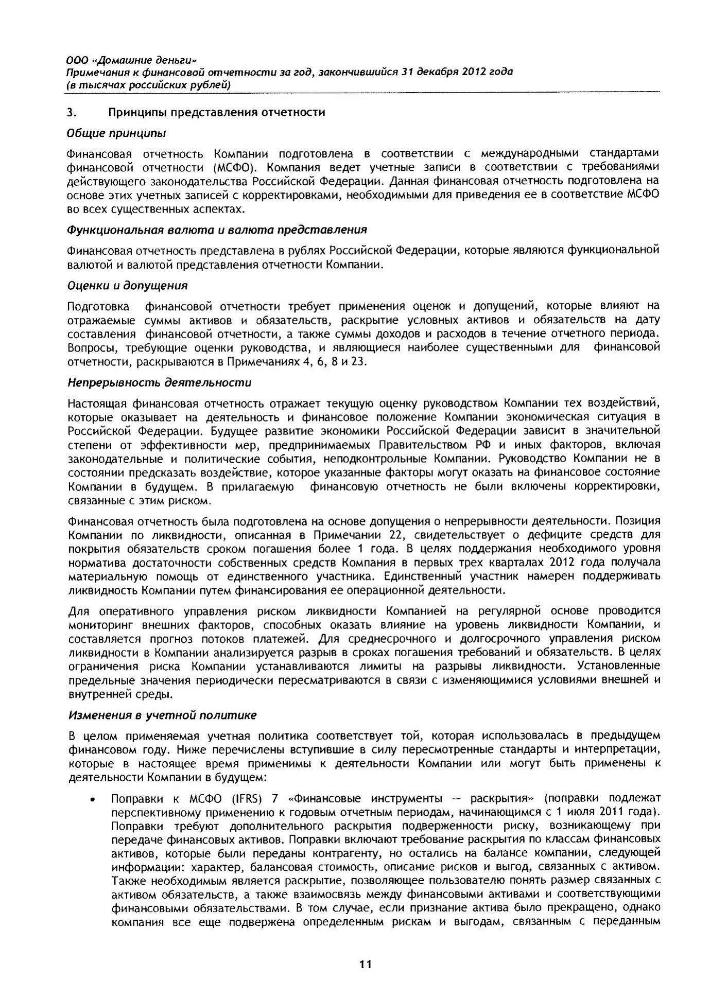 ООО «Домашние деньги»
Примечания к финансовой отчетности за год, закончившийся 31 декабря 2012 года
(в тысячах российских рублей)
3. Принципы представления отчетности
Общие принципы
Финансовая отчетность Компании подготовлена в соответствии с международными стандартами
финансовой отчетности (МСФО). Компания ведет учетные записи в соответствии с требованиями
действующего законодательства Российской Федерации. Данная финансовая отчетность подготовлена на
основе этих учетных записей с корректировками, необходимыми для приведения ее в соответствие МСФО
во всех существенных аспектах.
Функциональная валюта и валюта представления
Финансовая отчетность представлена в рублях Российской Федерации, которые являются функциональной
валютой и валютой представления отчетности Компании.
Оценки и допущения
Подготовка финансовой отчетности требует применения оценок и допущений, которые влияют на
отражаемые суммы активов и обязательств, раскрытие условных активов и обязательств на дату
составления финансовой отчетности, а также суммы доходов и расходов в течение отчетного периода.
Вопросы, требующие оценки руководства, и являющиеся наиболее существенными для финансовой
отчетности, раскрываются в Примечаниях 4, 6, 8 и 23.
Непрерывность деятельности
Настоящая финансовая отчетность отражает текущую оценку руководством Компании тех воздействий,
которые оказывает на деятельность и финансовое положение Компании экономическая ситуация в
Российской Федерации. Будущее развитие экономики Российской Федерации зависит в значительной
степени от эффективности мер, предпринимаемых Правительством РФ и иных факторов, включая
законодательные и политические события, неподконтрольные Компании. Руководство Компании не в
состоянии предсказать воздействие, которое указанные факторы могут оказать на финансовое состояние
Компании в будущем. В прилагаемую финансовую отчетность не были включены корректировки,
связанные с этим риском.
Финансовая отчетность была подготовлена на основе допущения о непрерывности деятельности. Позиция
Компании по ликвидности, описанная в Примечании 22, свидетельствует о дефиците средств для
покрытия обязательств сроком погашения более 1 года. В целях поддержания необходимого уровня
норматива достаточности собственных средств Компания в первых трех кварталах 2012 года получала
материальную помощь от единственного участника. Единственный участник намерен поддерживать
ликвидность Компании путем финансирования ее операционной деятельности.
Для оперативного управления риском ликвидности Компанией на регулярной основе проводится
мониторинг внешних факторов, способных оказать влияние на уровень ликвидности Компании, и
составляется прогноз потоков платежей. Для среднесрочного и долгосрочного управления риском
ликвидности в Компании анализируется разрыв в сроках погашения требований и обязательств. В целях
ограничения риска Компании устанавливаются лимиты на разрывы ликвидности. Установленные
предельные значения периодически пересматриваются в связи с изменяющимися условиями внешней и
внутренней среды.
Изменения в учетной политике
В целом применяемая учетная политика соответствует той, которая использовалась в предыдущем
финансовом году. Ниже перечислены вступившие в силу пересмотренные стандарты и интерпретации,
которые в настоящее время применимы к деятельности Компании или могут быть применены к
деятельности Компании в будущем:
• Поправки к МСФО (IFRS) 7 «Финансовые инструменты — раскрытия» (поправки подлежат
перспективному применению к годовым отчетным периодам, начинающимся с 1 июля 2011 года).
Поправки требуют дополнительного раскрытия подверженности риску, возникающему при
передаче финансовых активов. Поправки включают требование раскрытия по классам финансовых
активов, которые были переданы контрагенту, но остались на балансе компании, следующей
информации: характер, балансовая стоимость, описание рисков и выгод, связанных с активом.
Также необходимым является раскрытие, позволяющее пользователю понять размер связанных с
активом обязательств, а также взаимосвязь между финансовыми активами и соответствующими
финансовыми обязательствами. В том случае, если признание актива было прекращено, однако
компания все еще подвержена определенным рискам и выгодам, связанным с переданным
11